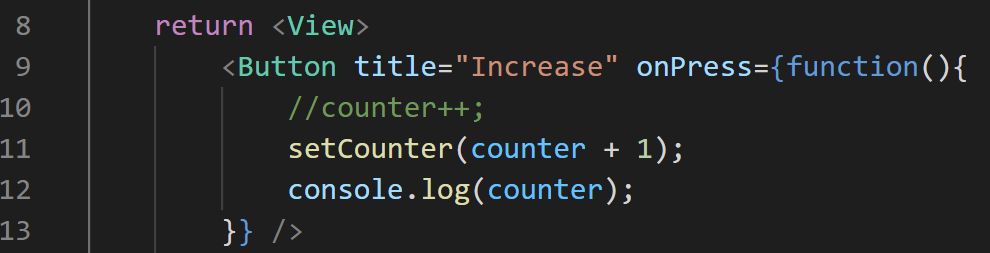 8 return <View>
9 <Button title="Increase" onPress={function(){
10 //counter++;
11 setCounter(counter + 1);
12 console.log(counter);
13 }} />